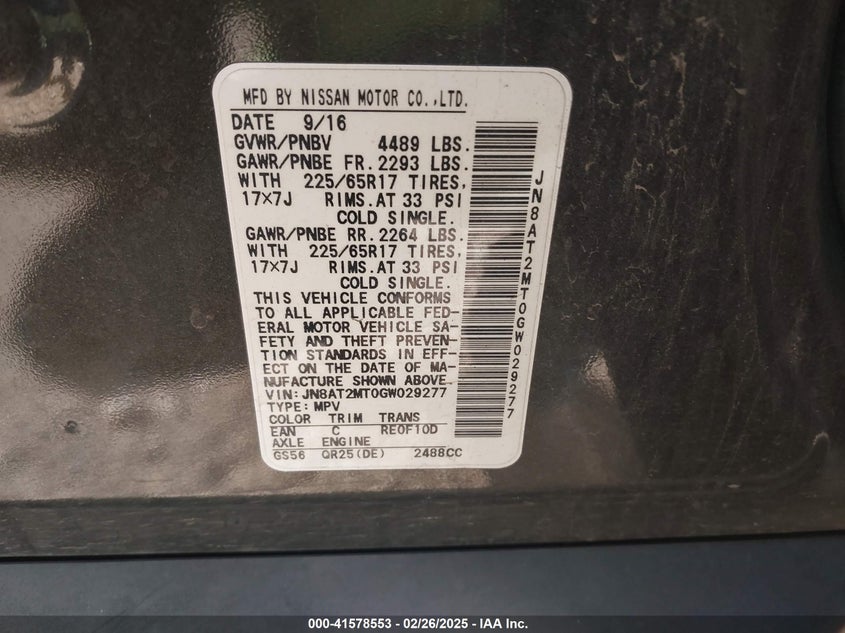 MFD BY NISSAN MOTOR CO.,LTD.
DATE 9/16
GVWR/PNBV 4489 LBS.
GAWR/PNBE FR. 2293 LBS.
WITH 225/65R17 TIRES,
17×7J RIMS. AT 33 PSI
COLD SINGLE.
GAWR/PNBE RR. 2264 LBS.
WITH 225/65R17 TIRES,
17×7J RIMS. AT 33 PSI
COLD SINGLE.
THIS VEHICLE CONFORMS
TO ALL APPLICABLE FED-
ERAL MOTOR VEHICLE SA-
FETY AND THEFT PREVEN-
TION STANDARDS IN EFF-
ECT ON THE DATE OF MA-
NUFACTURE SHOWN ABOVE.
VIN: JN8AT2MT0GW029277
TYPE: MPV
COLOR TRIM TRANS
EAN C RE0F10D
AXLE ENGINE
GS56 QR25(DE) 2488CC
JN8AT2MT0GW029277
000-41578553 - 02/26/2025 - IAA Inc.